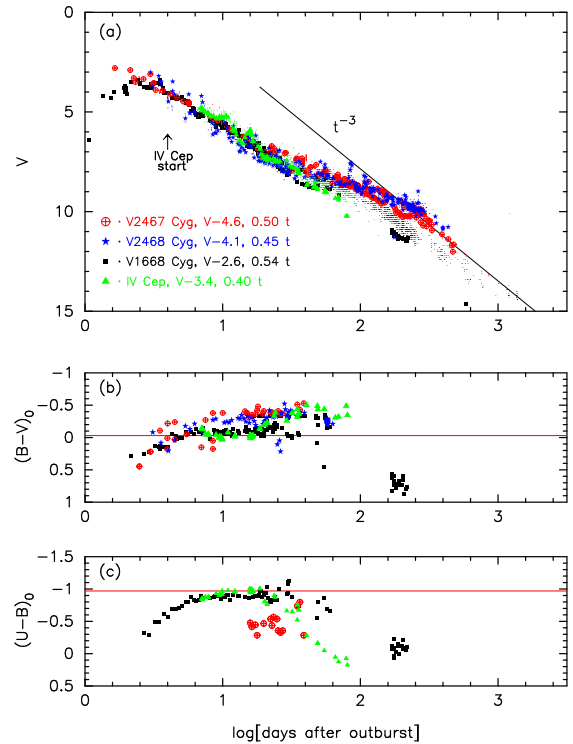 0
(a)
t−3
5
V
IV Cep
start
10
V2467 Cyg, V−4.6, 0.50 t
V2468 Cyg, V−4.1, 0.45 t
V1668 Cyg, V−2.6, 0.54 t
IV Cep, V−3.4, 0.40 t
15
0 1 2 3
−1
(b)
−0.5
(B−V)0
0
0.5
1
0 1 2 3
−1.5
(c)
−1
(U−B)0
−0.5
0
0.5
0 1 2 3
log[days after outburst]